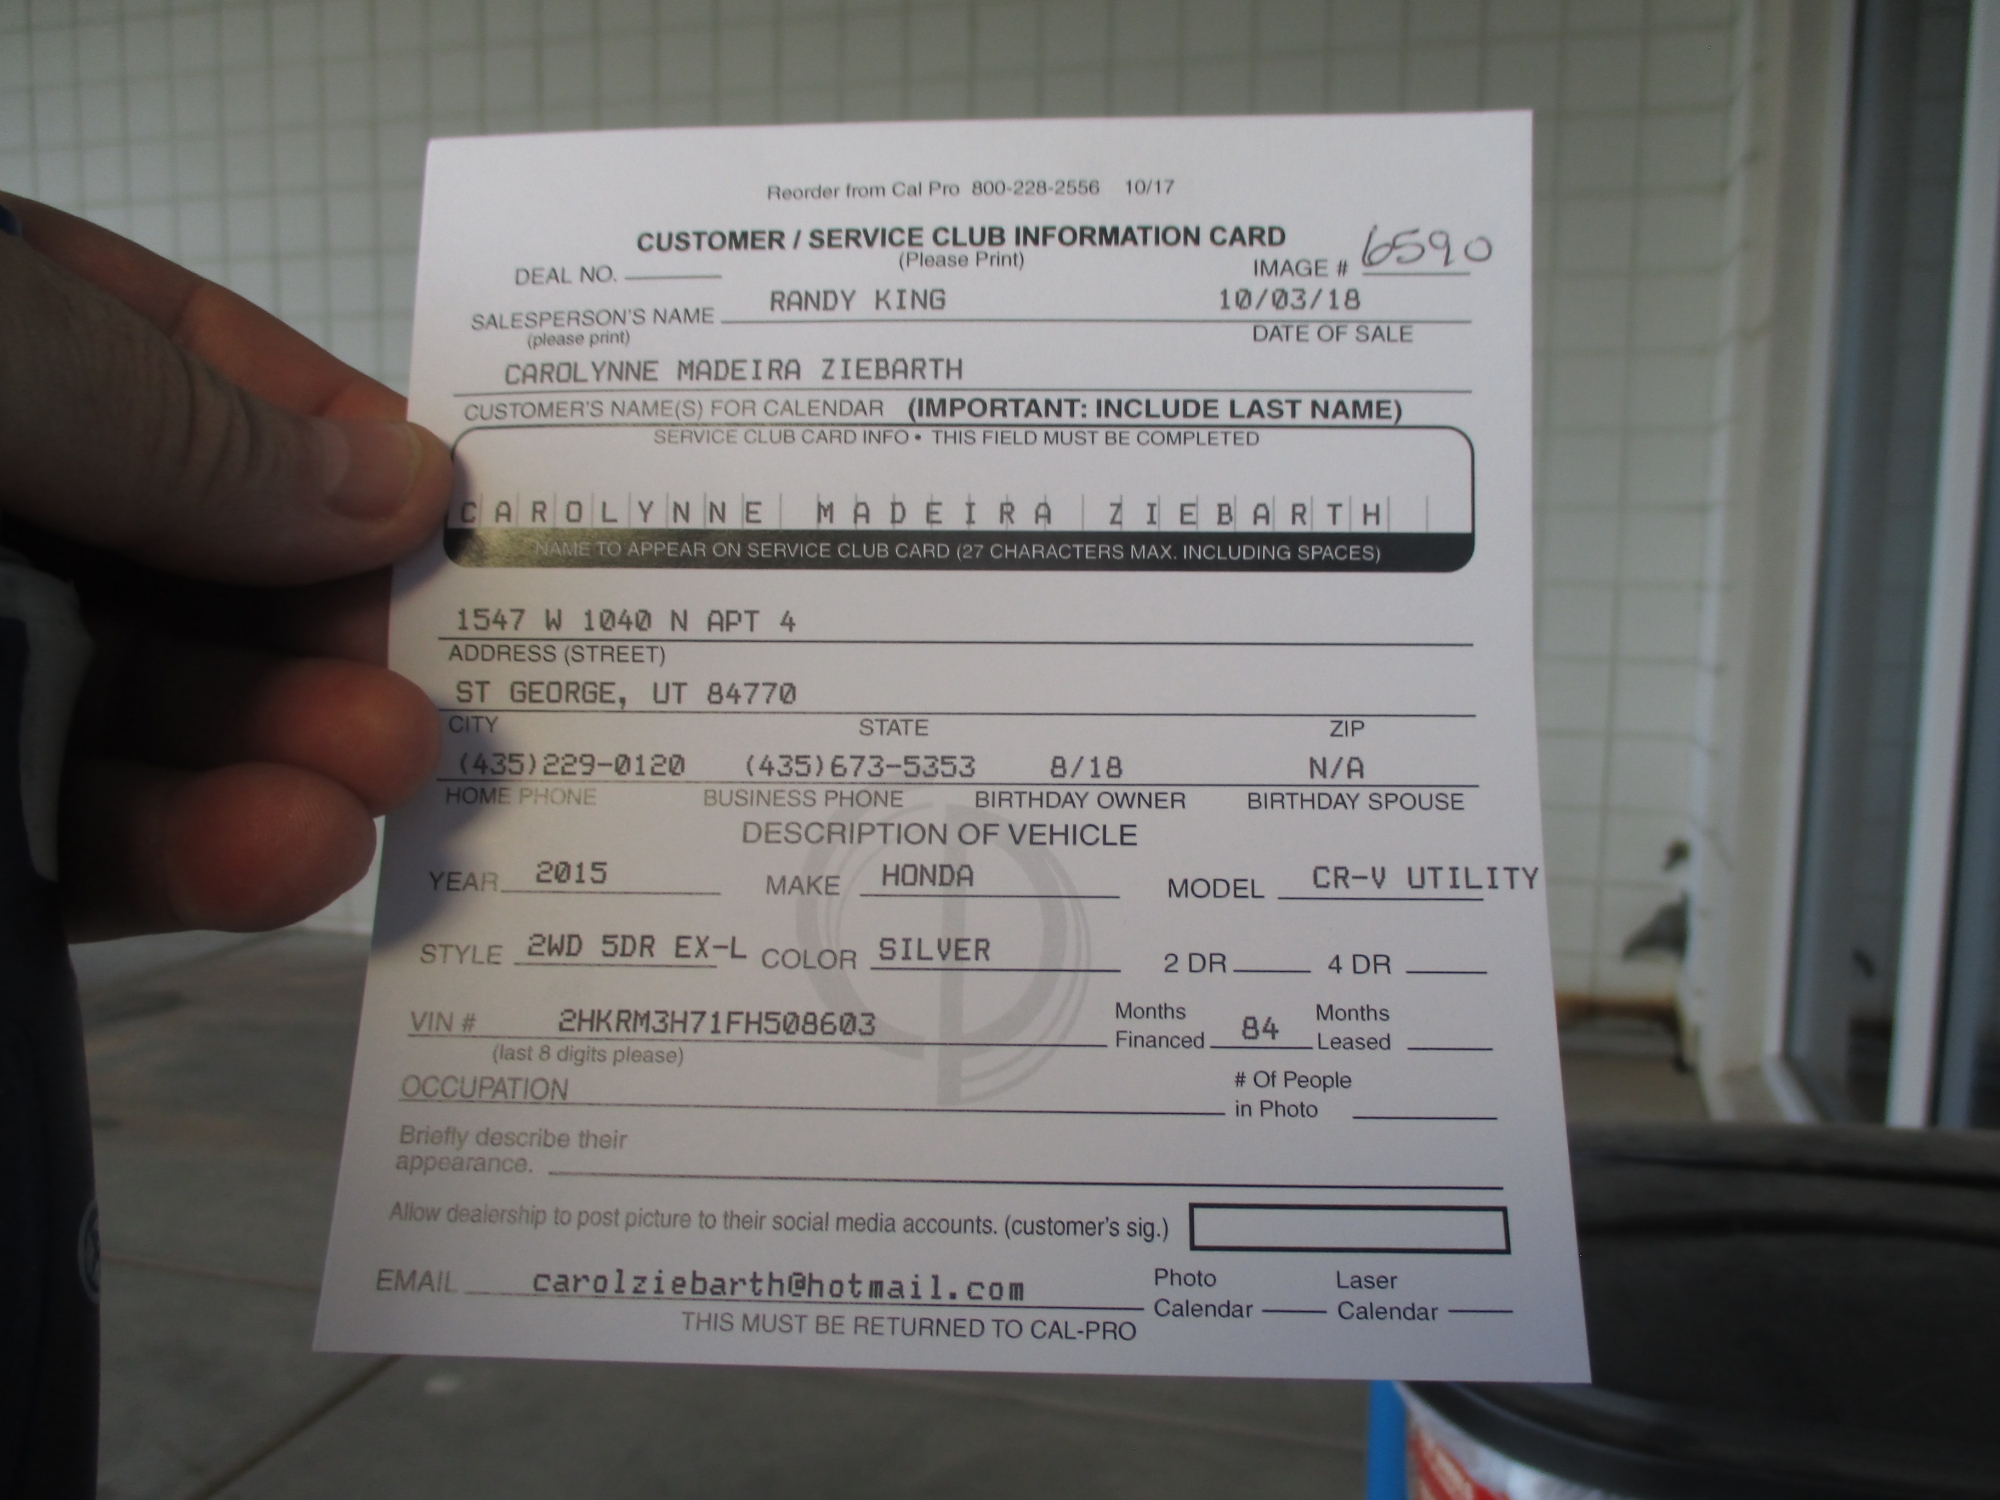 Reorder from Cal Pro 800-228-2556 10/17
CUSTOMER / SERVICE CLUB INFORMATION CARD
(Please Print)
DEAL NO. IMAGE # 6590
SALESPERSON'S NAME RANDY KING 10/03/18
(please print) DATE OF SALE
CAROLYNNE MADEIRA ZIEBARTH
CUSTOMER'S NAME(S) FOR CALENDAR (IMPORTANT: INCLUDE LAST NAME)
SERVICE CLUB CARD INFO • THIS FIELD MUST BE COMPLETED
CAROLYNNE MADEIRA ZIEBARTH
NAME TO APPEAR ON SERVICE CLUB CARD (27 CHARACTERS MAX. INCLUDING SPACES)
1547 W 1040 N APT 4
ADDRESS (STREET)
ST GEORGE, UT 84770
CITY STATE ZIP
(435)229-0120 (435)673-5353 8/18 N/A
HOME PHONE BUSINESS PHONE BIRTHDAY OWNER BIRTHDAY SPOUSE
DESCRIPTION OF VEHICLE
YEAR 2015 MAKE HONDA MODEL CR-V UTILITY
STYLE 2WD 5DR EX-L COLOR SILVER 2 DR 4 DR
VIN # 2HKRM3H71FH508603 Months Financed 84 Months Leased
(last 8 digits please)
OCCUPATION # Of People in Photo
Briefly describe their
appearance.
Allow dealership to post picture to their social media accounts. (customer's sig.)
EMAIL carolziebarth@hotmail.com Photo Calendar Laser Calendar
THIS MUST BE RETURNED TO CAL-PRO